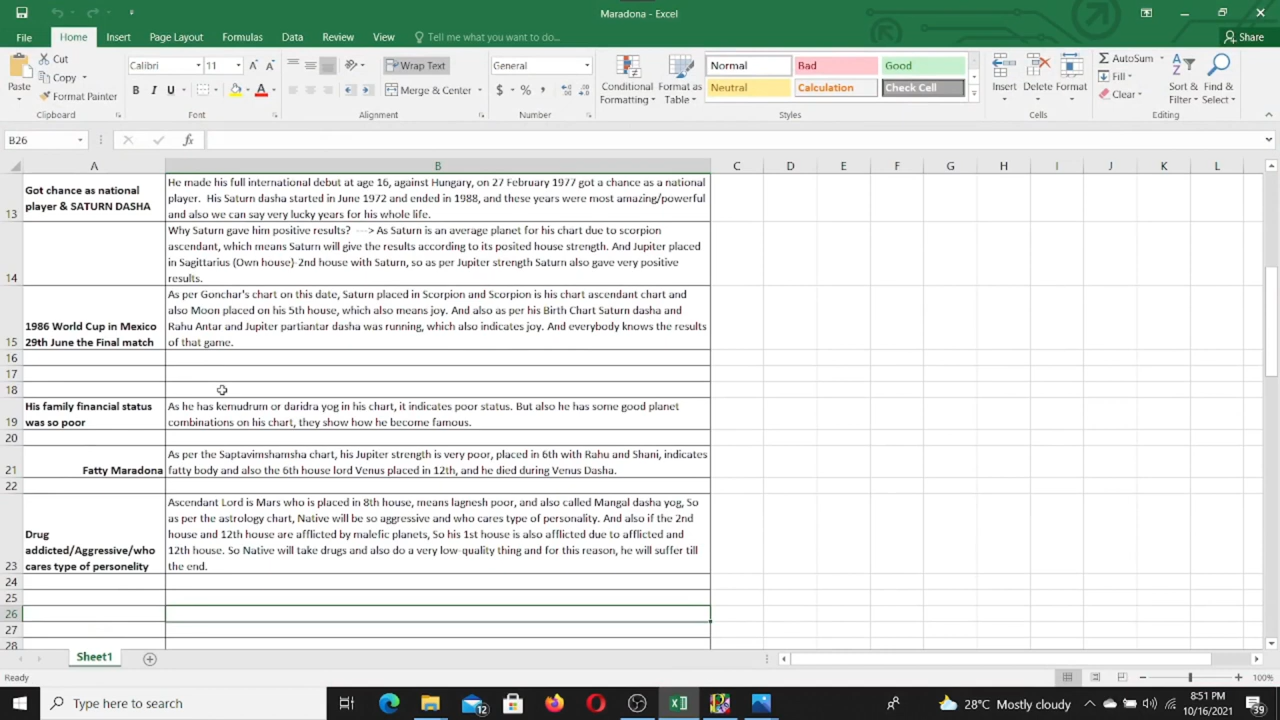 Maradona - Excel
File Home Insert Page Layout Formulas Data Review View Tell me what you want to do... Share
Cut
Copy
Format Painter
Paste
Clipboard
Calibri 11
B I U
Font
Wrap Text
Merge & Center
Alignment
General
$ % ,
Number
Conditional Formatting
Format as Table
Normal Bad Good
Neutral Calculation Check Cell
Styles
Insert Delete Format
Cells
AutoSum
Fill
Clear
Sort & Filter
Find & Select
Editing
B26 fx
A B C D E F G H I J K L
13
Got chance as national
player & SATURN DASHA
He made his full international debut at age 16, against Hungary, on 27 February 1977 got a chance as a national
player. His Saturn dasha started in June 1972 and ended in 1988, and these years were most amazing/powerful
and also we can say very lucky years for his whole life.
14
Why Saturn gave him positive results? ---> As Saturn is an average planet for his chart due to scorpion
ascendant, which means Saturn will give the results according to its posited house strength. And Jupiter placed
in Sagittarius (Own house)-2nd house with Saturn, so as per Jupiter strength Saturn also gave very positive
results.
15
1986 World Cup in Mexico
29th June the Final match
As per Gonchar's chart on this date, Saturn placed in Scorpion and Scorpion is his chart ascendant chart and
also Moon placed on his 5th house, which also means joy. And also as per his Birth Chart Saturn dasha and
Rahu Antar and Jupiter partiantar dasha was running, which also indicates joy. And everybody knows the results
of that game.
16
17
18
19
His family financial status
was so poor
As he has kemudrum or daridra yog in his chart, it indicates poor status. But also he has some good planet
combinations on his chart, they show how he become famous.
20
21
Fatty Maradona
As per the Saptavimshamsha chart, his Jupiter strength is very poor, placed in 6th with Rahu and Shani, indicates
fatty body and also the 6th house lord Venus placed in 12th, and he died during Venus Dasha.
22
23
Drug
addicted/Aggressive/who
cares type of personelity
Ascendant Lord is Mars who is placed in 8th house, means lagnesh poor, and also called Mangal dasha yog, So
as per the astrology chart, Native will be so aggressive and who cares type of personality. And also if the 2nd
house and 12th house are afflicted by malefic planets, So his 1st house is also afflicted due to afflicted and
12th house. So Native will take drugs and also do a very low-quality thing and for this reason, he will suffer till
the end.
24
25
26
27
28
Sheet1
Ready 100%
Type here to search
12
28°C Mostly cloudy
8:51 PM
10/16/2021
39